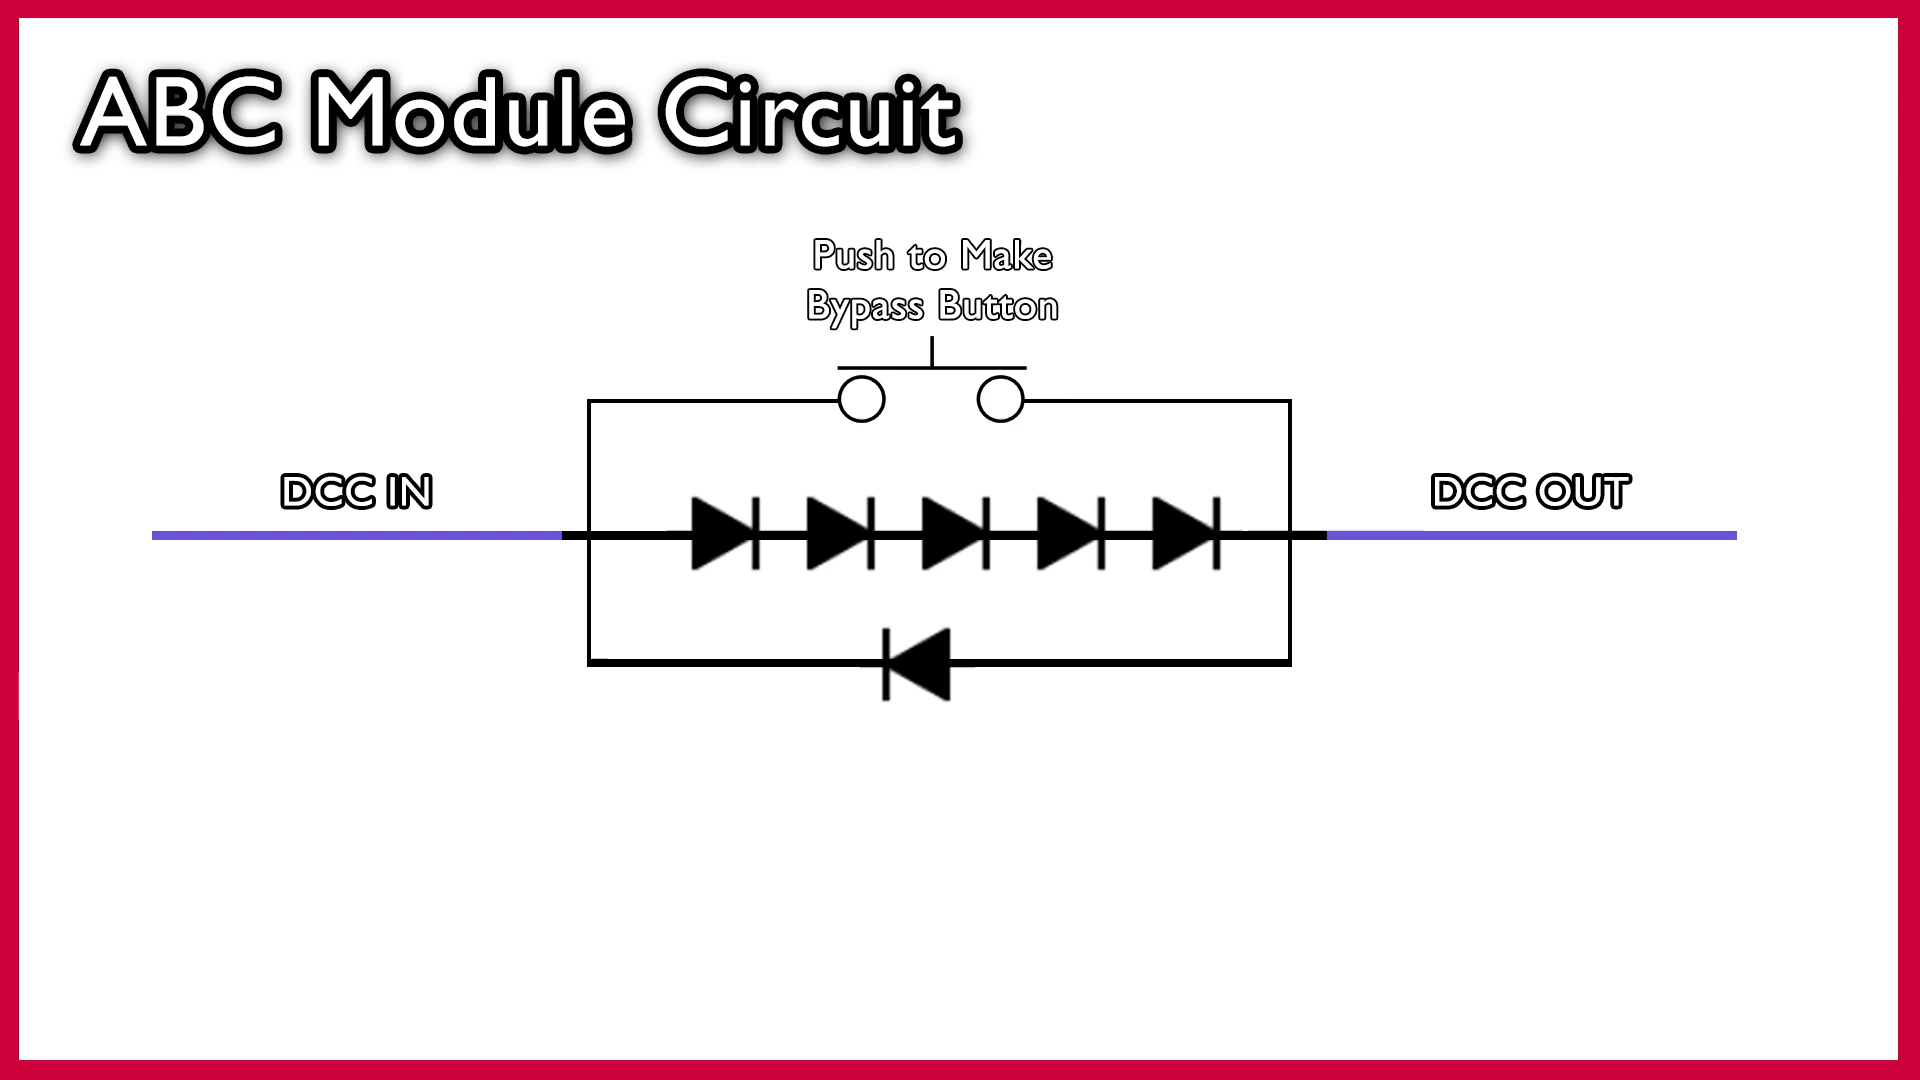 ABC Module Circuit
Push to Make
Bypass Button
DCC IN
DCC OUT